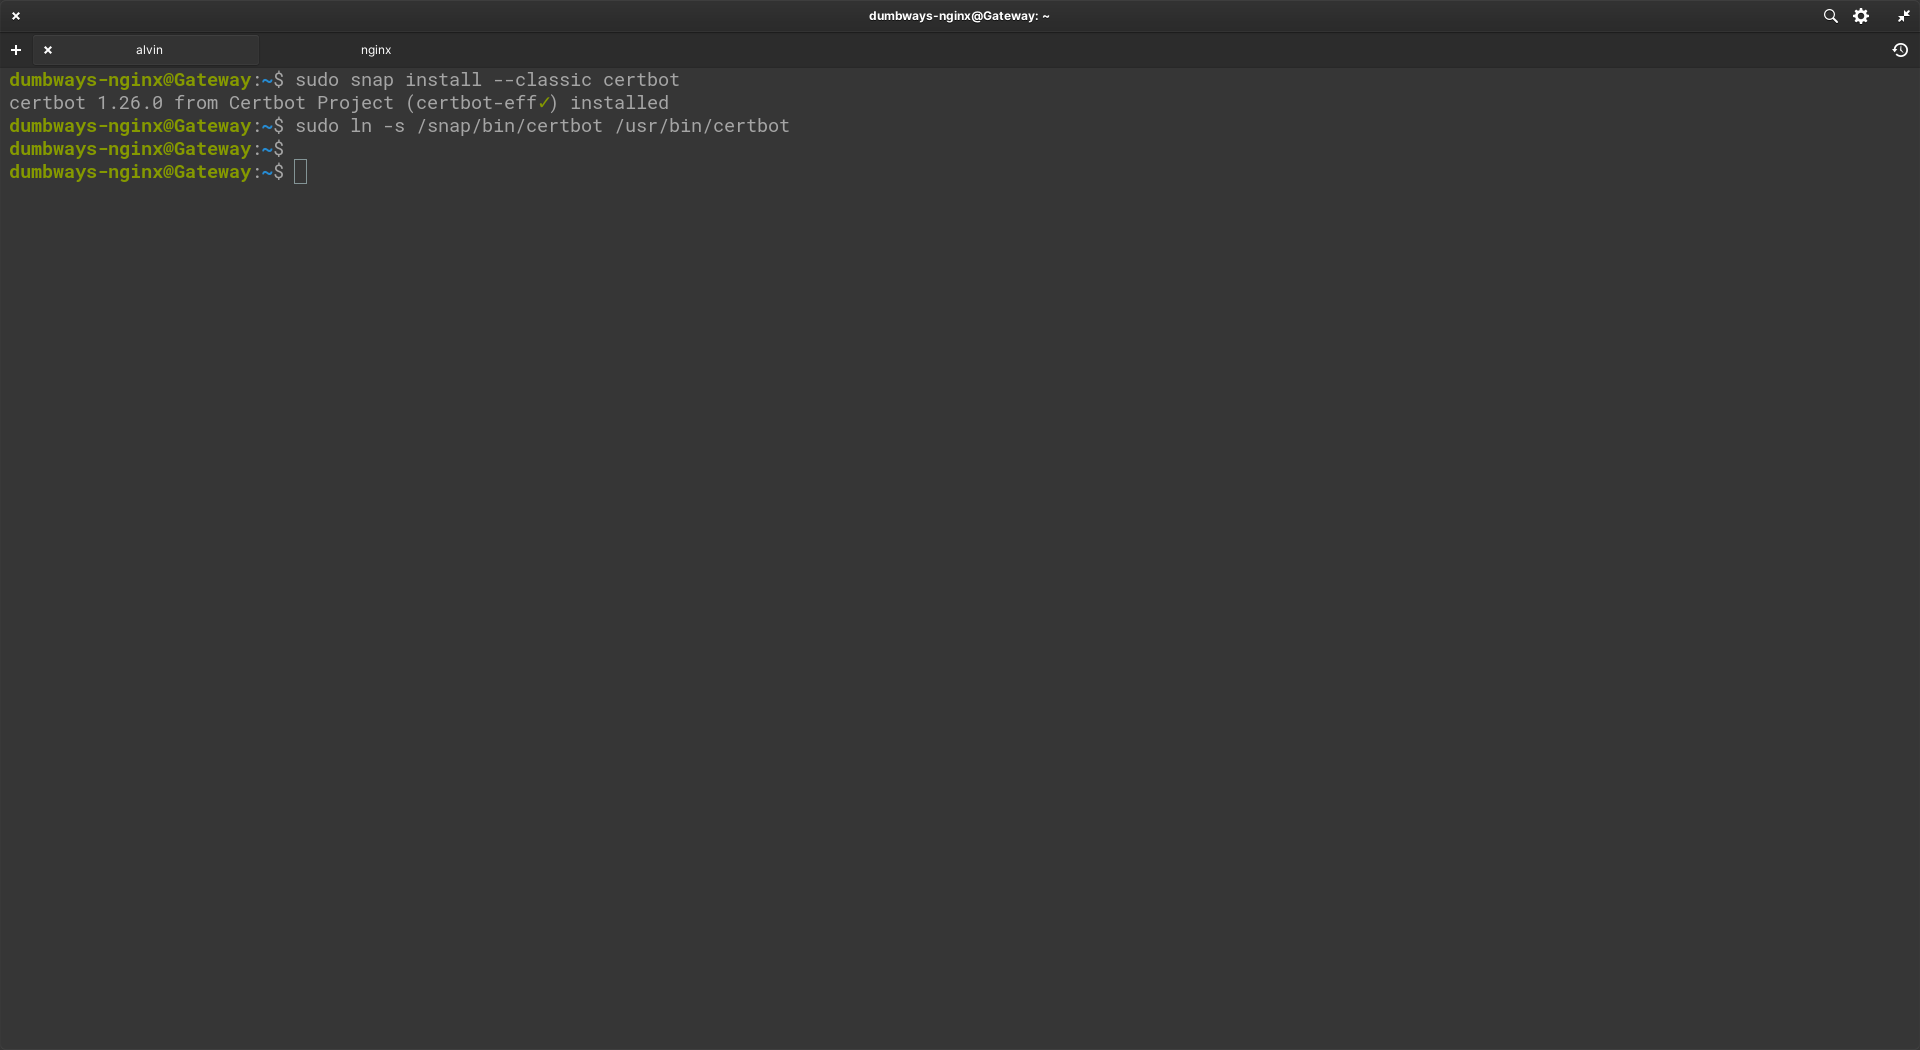 dumbways-nginx@Gateway: ~
alvin
nginx
dumbways-nginx@Gateway:~$ sudo snap install --classic certbot
certbot 1.26.0 from Certbot Project (certbot-eff✓) installed
dumbways-nginx@Gateway:~$ sudo ln -s /snap/bin/certbot /usr/bin/certbot
dumbways-nginx@Gateway:~$
dumbways-nginx@Gateway:~$